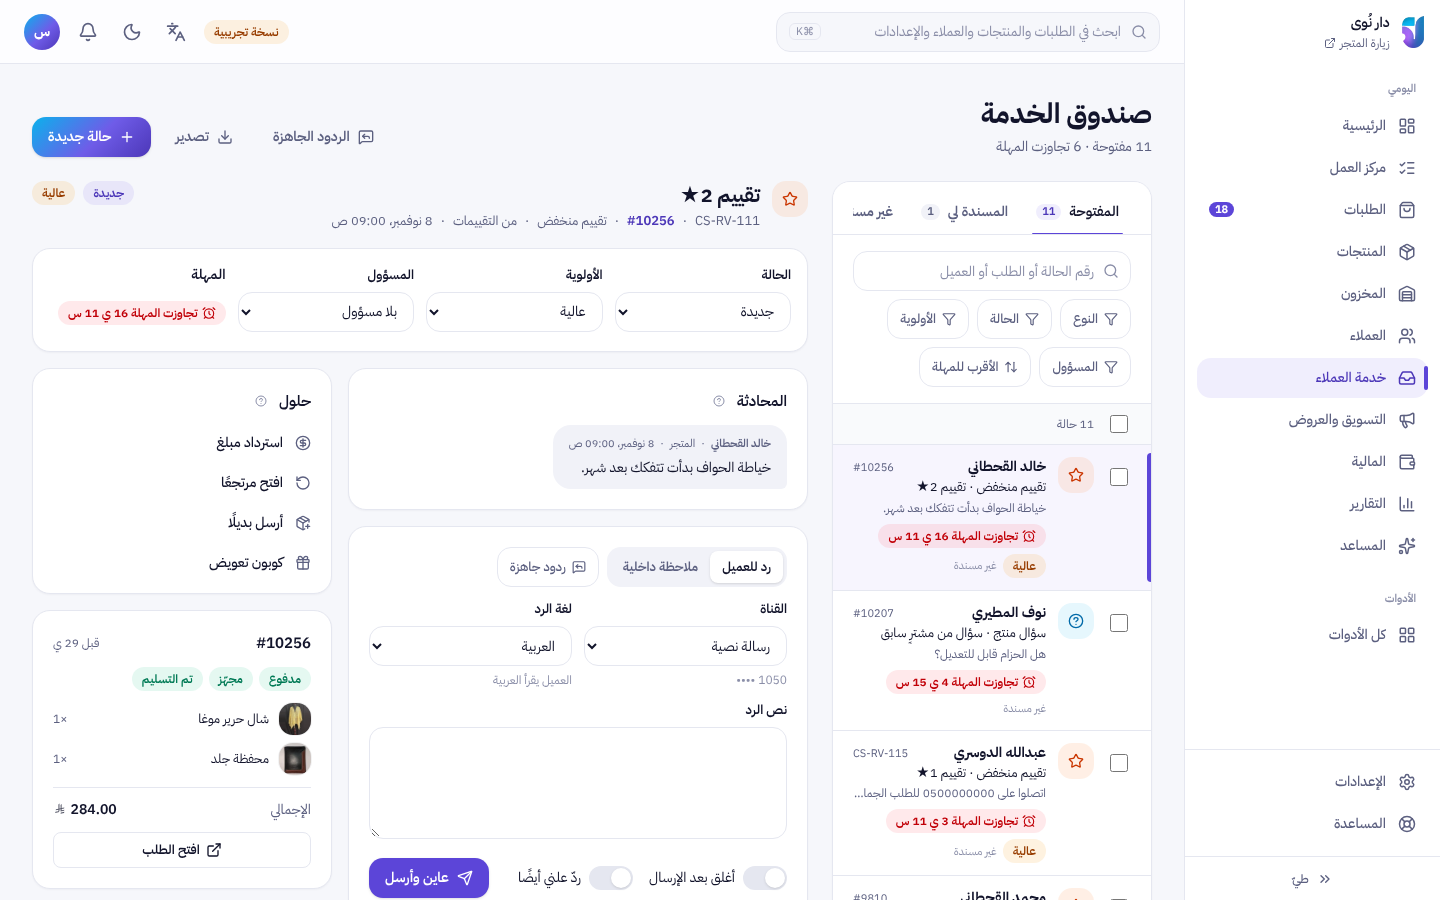 دار نُوى
زيارة المتجر
ابحث في الطلبات والمنتجات والعملاء والإعدادات
⌘K
نسخة تجريبية
س
اليومي
الرئيسية
مركز العمل
الطلبات
18
المنتجات
المخزون
العملاء
خدمة العملاء
التسويق والعروض
المالية
التقارير
المساعد
الأدوات
كل الأدوات
الإعدادات
المساعدة
طيّ
صندوق الخدمة
11 مفتوحة · 6 تجاوزت المهلة
الردود الجاهزة
تصدير
حالة جديدة
المفتوحة 11
المسندة لي 1
غير مسن
رقم الحالة أو الطلب أو العميل
النوع
الحالة
الأولوية
المسؤول
الأقرب للمهلة
11 حالة
خالد القحطاني
#10256
تقييم منخفض · تقييم 2★
خياطة الحواف بدأت تتفكك بعد شهر.
تجاوزت المهلة 16 ي 11 س
عالية
غير مسندة
نوف المطيري
#10207
سؤال منتج · سؤال من مشترٍ سابق
هل الحزام قابل للتعديل؟
تجاوزت المهلة 4 ي 15 س
غير مسندة
عبدالله الدوسري
CS-RV-115
تقييم منخفض · تقييم 1★
اتصلوا على 0500000000 للطلب الجما...
تجاوزت المهلة 3 ي 11 س
عالية
غير مسندة
محمد القحطاني
#9810
تقييم 2★
جديدة
عالية
CS-RV-111 · #10256 · تقييم منخفض · من التقييمات · 8 نوفمبر، 09:00 ص
الحالة
جديدة
الأولوية
عالية
المسؤول
بلا مسؤول
المهلة
تجاوزت المهلة 16 ي 11 س
المحادثة
خالد القحطاني · المتجر · 8 نوفمبر، 09:00 ص
خياطة الحواف بدأت تتفكك بعد شهر.
رد للعميل
ملاحظة داخلية
ردود جاهزة
القناة
رسالة نصية
•••• 1050
لغة الرد
العربية
العميل يقرأ العربية
نص الرد
أغلق بعد الإرسال
ردّ علني أيضًا
عاين وأرسل
حلول
استرداد مبلغ
افتح مرتجعًا
أرسل بديلًا
كوبون تعويض
#10256
قبل 29 ي
مدفوع
مجهّز
تم التسليم
شال حرير موغا
×1
محفظة جلد
×1
الإجمالي
284.00
افتح الطلب